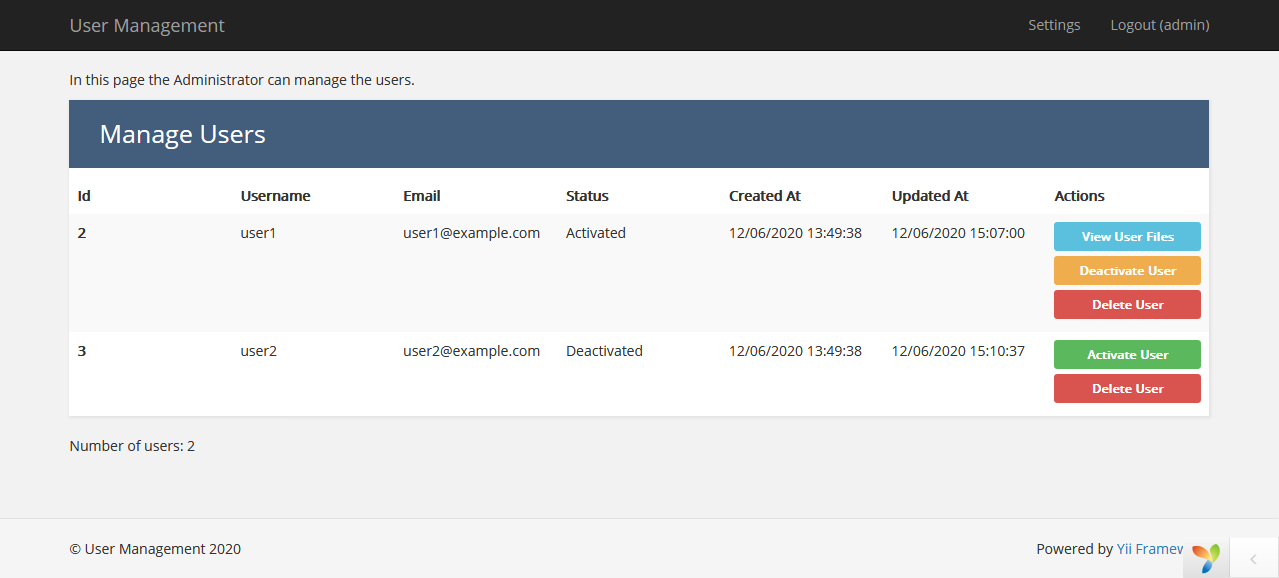 User Management Settings Logout (admin)
In this page the Administrator can manage the users.
Manage Users
Id Username Email Status Created At Updated At Actions
2 user1 user1@example.com Activated 12/06/2020 13:49:38 12/06/2020 15:07:00 View User Files
Deactivate User
Delete User
3 user2 user2@example.com Deactivated 12/06/2020 13:49:38 12/06/2020 15:10:37 Activate User
Delete User
Number of users: 2
© User Management 2020 Powered by Yii Framew